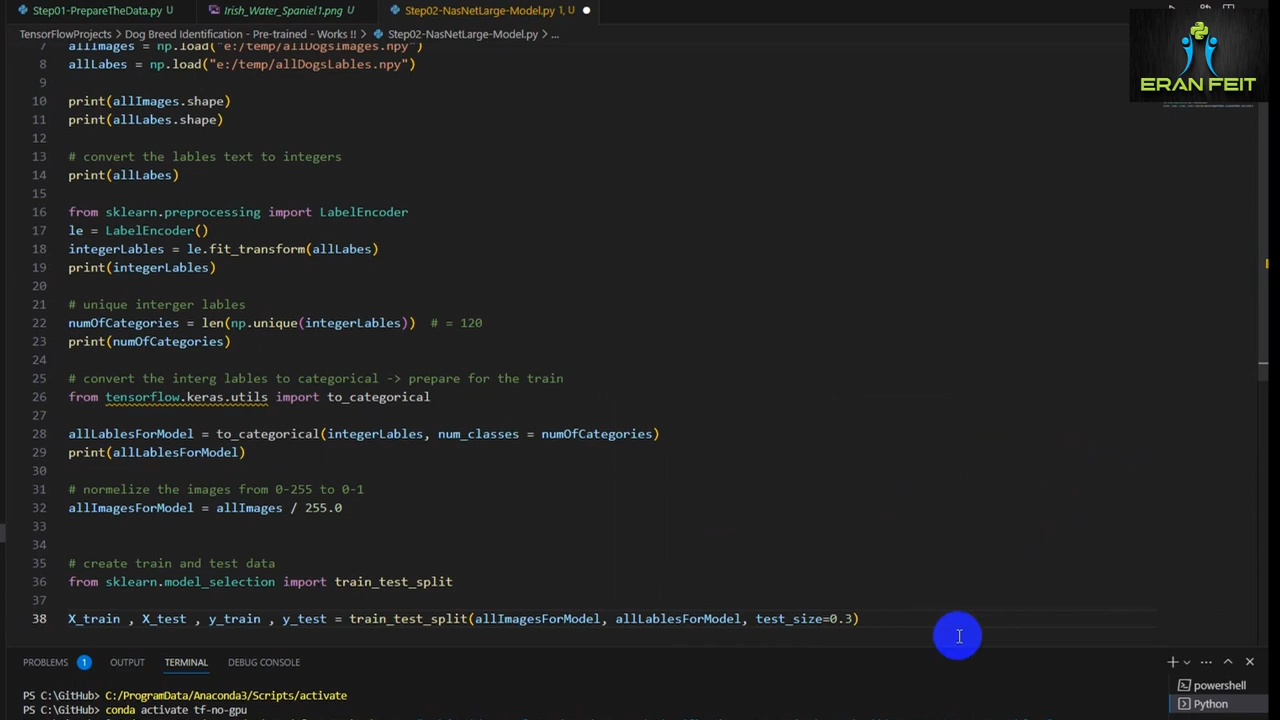 Step01-PrepareTheData.py U Irish_Water_Spaniel1.png U Step02-NasNetLarge-Model.py 1, U
TensorFlowProjects > Dog Breed Identification - Pre-trained - Works !! > Step02-NasNetLarge-Model.py > ...
ERAN FEIT
7 allImages = np.load("e:/temp/allDogsImages.npy")
8 allLabes = np.load("e:/temp/allDogsLables.npy")
9
10 print(allImages.shape)
11 print(allLabes.shape)
12
13 # convert the lables text to integers
14 print(allLabes)
15
16 from sklearn.preprocessing import LabelEncoder
17 le = LabelEncoder()
18 integerLables = le.fit_transform(allLabes)
19 print(integerLables)
20
21 # unique interger lables
22 numOfCategories = len(np.unique(integerLables)) # = 120
23 print(numOfCategories)
24
25 # convert the interg lables to categorical -> prepare for the train
26 from tensorflow.keras.utils import to_categorical
27
28 allLablesForModel = to_categorical(integerLables, num_classes = numOfCategories)
29 print(allLablesForModel)
30
31 # normelize the images from 0-255 to 0-1
32 allImagesForModel = allImages / 255.0
33
34
35 # create train and test data
36 from sklearn.model_selection import train_test_split
37
38 X_train , X_test , y_train , y_test = train_test_split(allImagesForModel, allLablesForModel, test_size=0.3)
PROBLEMS 1 OUTPUT TERMINAL DEBUG CONSOLE
PS C:\GitHub> C:/ProgramData/Anaconda3/Scripts/activate
PS C:\GitHub> conda activate tf-no-gpu
powershell
Python